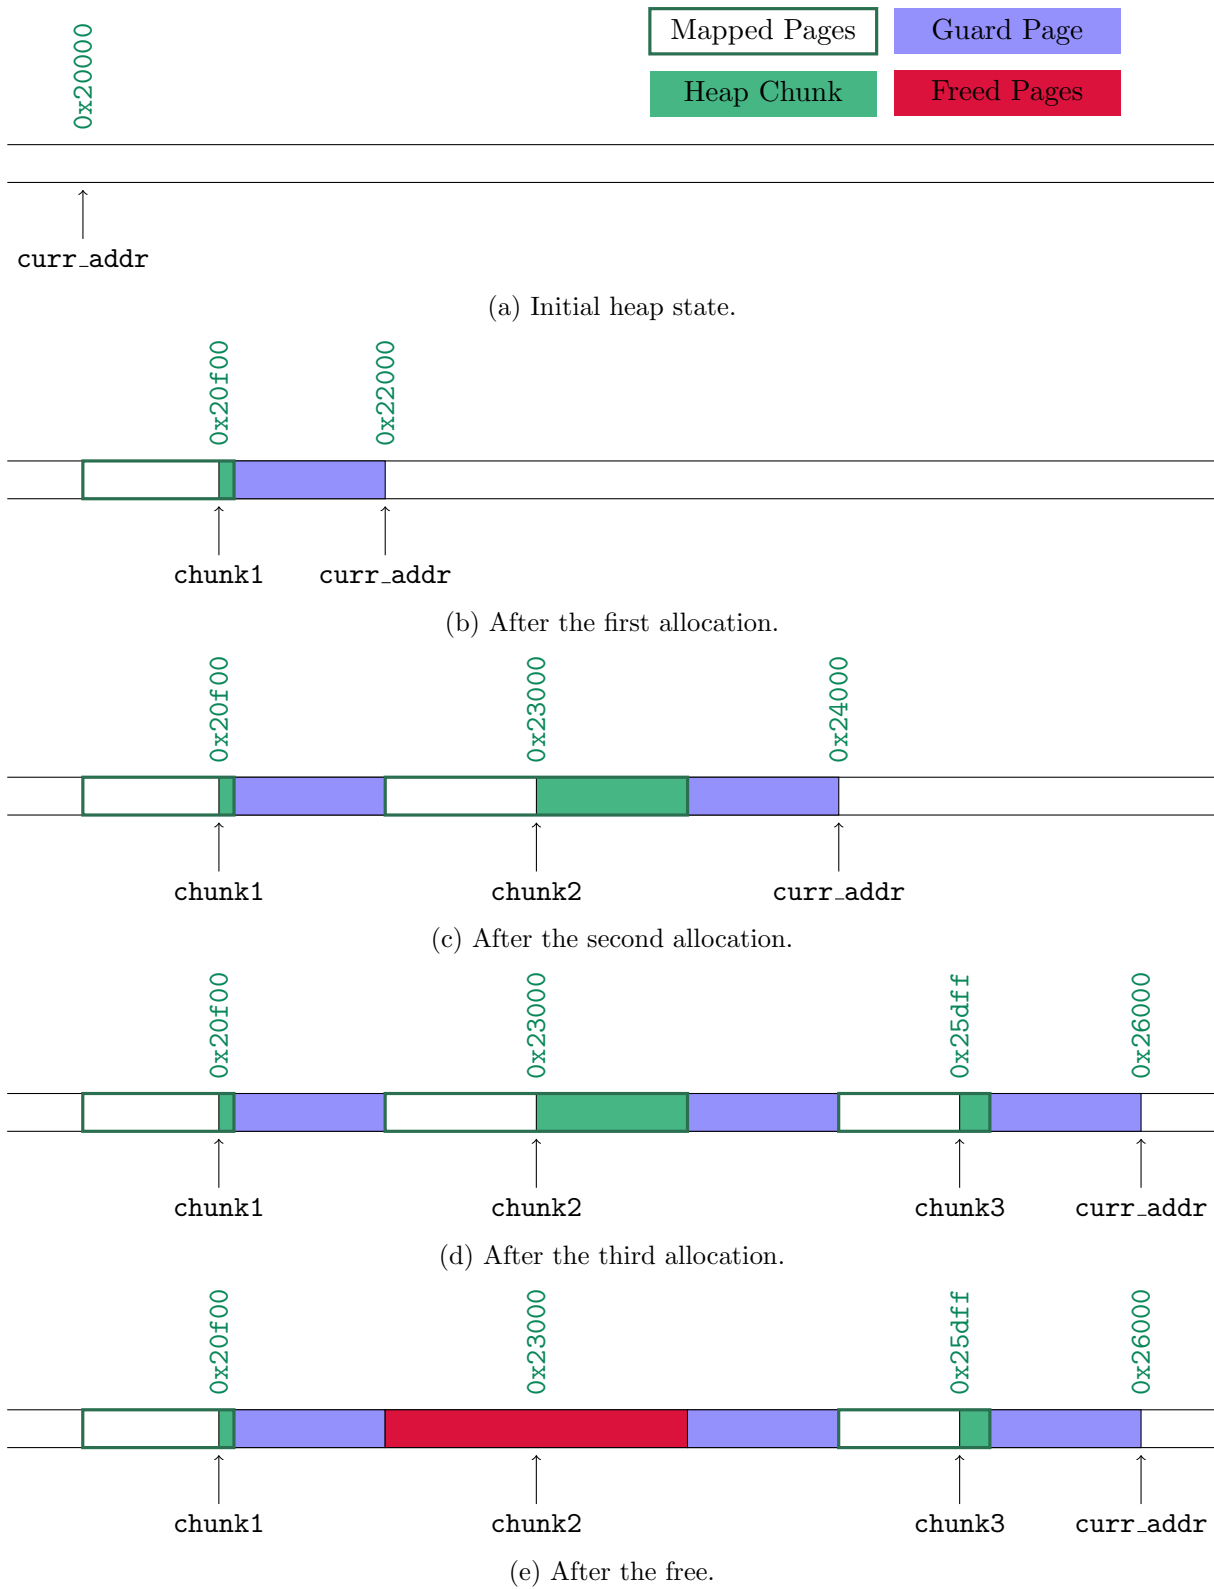 Mapped Pages Guard Page
Heap Chunk Freed Pages
0x20000
curr_addr
(a) Initial heap state.
0x20f00 0x22000
chunk1 curr_addr
(b) After the first allocation.
0x20f00 0x23000 0x24000
chunk1 chunk2 curr_addr
(c) After the second allocation.
0x20f00 0x23000 0x25dff 0x26000
chunk1 chunk2 chunk3 curr_addr
(d) After the third allocation.
0x20f00 0x23000 0x25dff 0x26000
chunk1 chunk2 chunk3 curr_addr
(e) After the free.